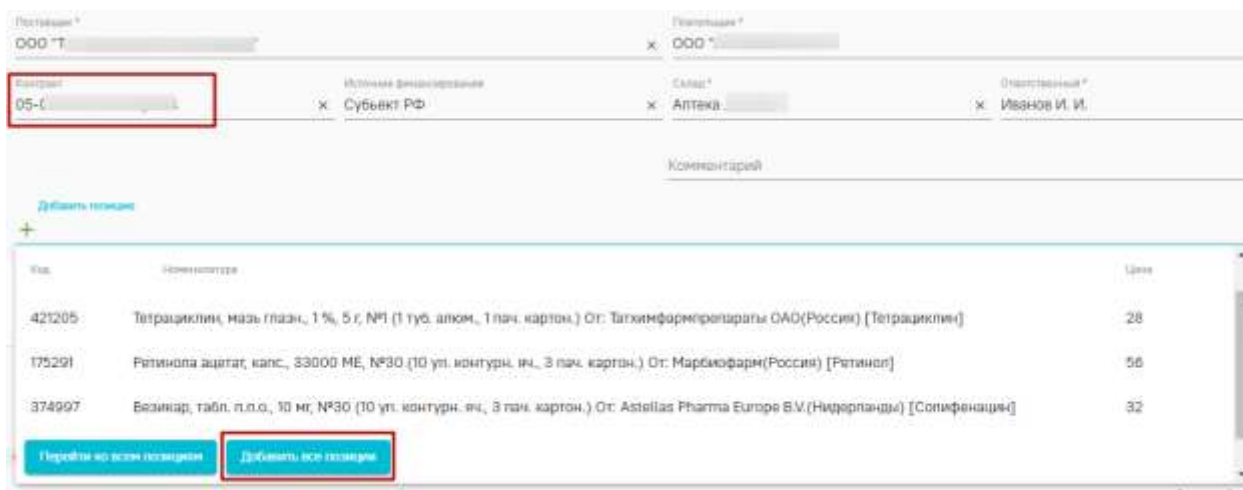 Поставщик * Плательщик *
ООО "Т " × ООО "
Контракт Источник финансирования Склад * Ответственный *
05-0 × Субъект РФ × Аптека × Иванов И. И.
Комментарий
Добавить позицию
+
Код Номенклатура Цена
421205 Тетрациклин, мазь глазн., 1 %, 5 г, №1 (1 туб. алюм., 1 пач. картон.) От: Татхимфармпрепараты ОАО(Россия) [Тетрациклин] 28
175291 Ретинола ацетат, капс., 33000 МЕ, №30 (10 уп. контурн. яч., 3 пач. картон.) От: Марбиофарм(Россия) [Ретинол] 56
374997 Везикар, табл. п.п.о., 10 мг, №30 (10 уп. контурн. яч., 3 пач. картон.) От: Astellas Pharma Europe B.V.(Нидерланды) [Солифенацин] 32
Перейти ко всем позициям Добавить все позиции